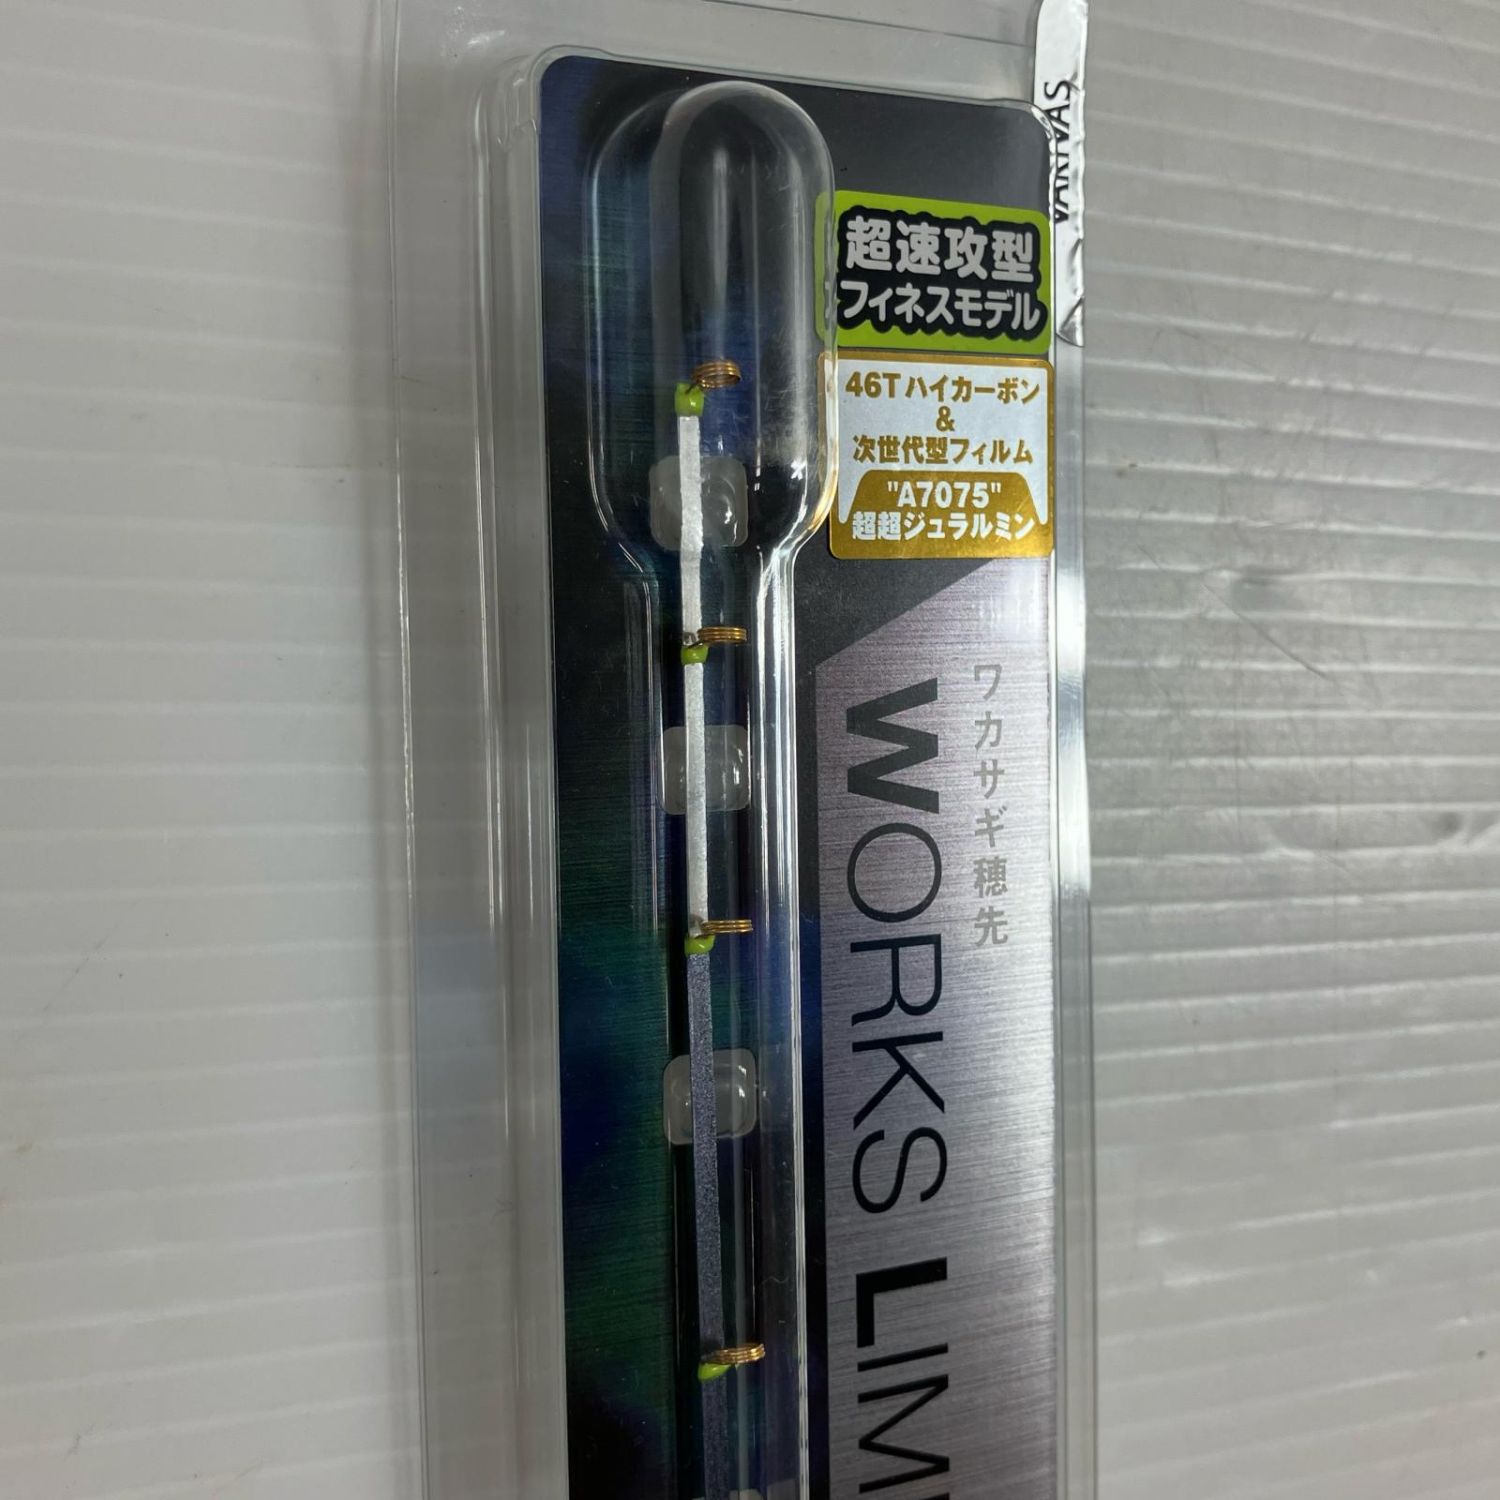 VARIVAS
超速攻型
フィネスモデル
46Tハイカーボン
&
次世代型フィルム
"A7075"
超超ジュラルミン
ワカサギ穂先
WORKS LIM